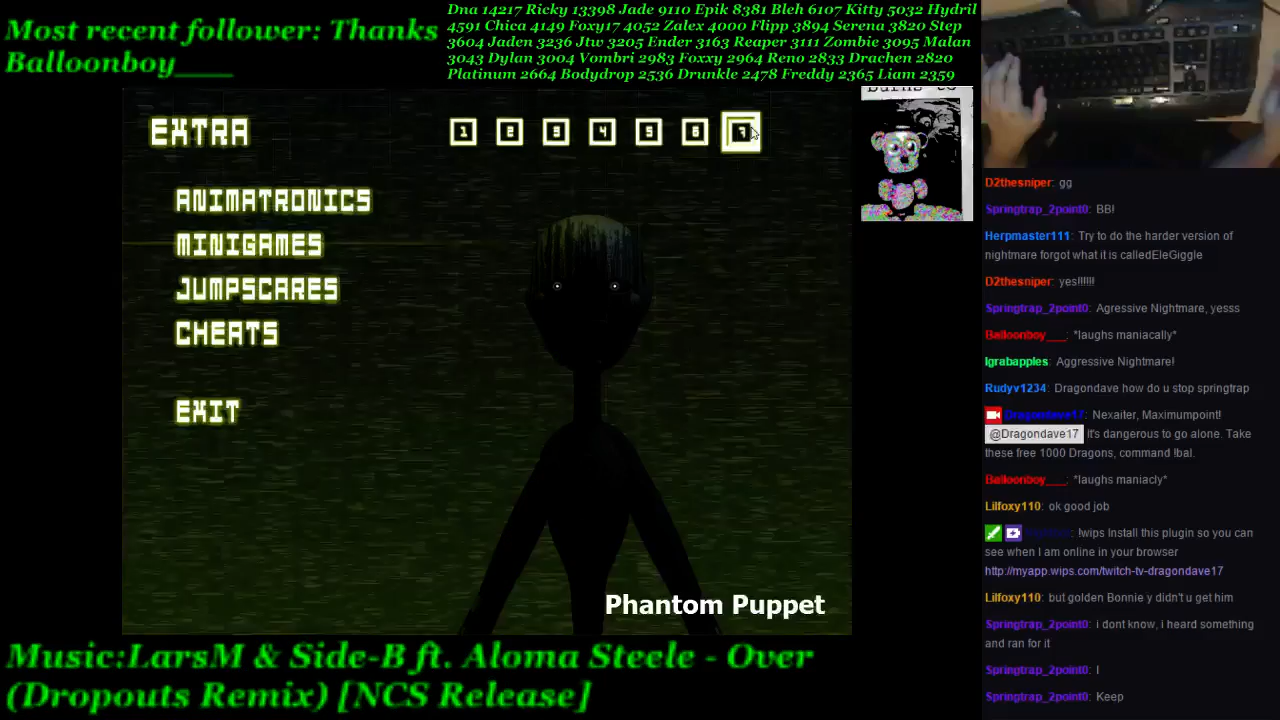 Most recent follower: Thanks
Balloonboy___
Dna 14217 Ricky 13398 Jade 9110 Epik 8381 Bleh 6107 Kitty 5032 Hydril
4591 Chica 4149 Foxy17 4052 Zalex 4000 Flipp 3894 Serena 3820 Step
3604 Jaden 3236 Jtw 3205 Ender 3163 Reaper 3111 Zombie 3095 Malan
3043 Dylan 3004 Vombri 2983 Foxxy 2964 Reno 2833 Drachen 2820
Platinum 2664 Bodydrop 2536 Drunkle 2478 Freddy 2365 Liam 2359
EXTRA
1 2 3 4 5 6 7
ANIMATRONICS
MINIGAMES
JUMPSCARES
CHEATS
EXIT
Phantom Puppet
Music:LarsM & Side-B ft. Aloma Steele - Over
(Dropouts Remix) [NCS Release]
D2thesniper: gg
Springtrap_2point0: BB!
Herpmaster111: Try to do the harder version of
nightmare forgot what it is calledEleGiggle
D2thesniper: yes!!!!!!
Springtrap_2point0: Agressive Nightmare, yesss
Balloonboy___: *laughs maniacally*
Igrabapples: Aggressive Nightmare!
Rudyv1234: Dragondave how do u stop springtrap
Dragondave17: Nexaiter, Maximumpoint!
@Dragondave17 It's dangerous to go alone. Take
these free 1000 Dragons, command !bal.
Balloonboy___: *laughs maniacly*
Lilfoxy110: ok good job
: !wips Install this plugin so you can
see when I am online in your browser
http://myapp.wips.com/twitch-tv-dragondave17
Lilfoxy110: but golden Bonnie y didn't u get him
Springtrap_2point0: i dont know, i heard something
and ran for it
Springtrap_2point0: I
Springtrap_2point0: Keep